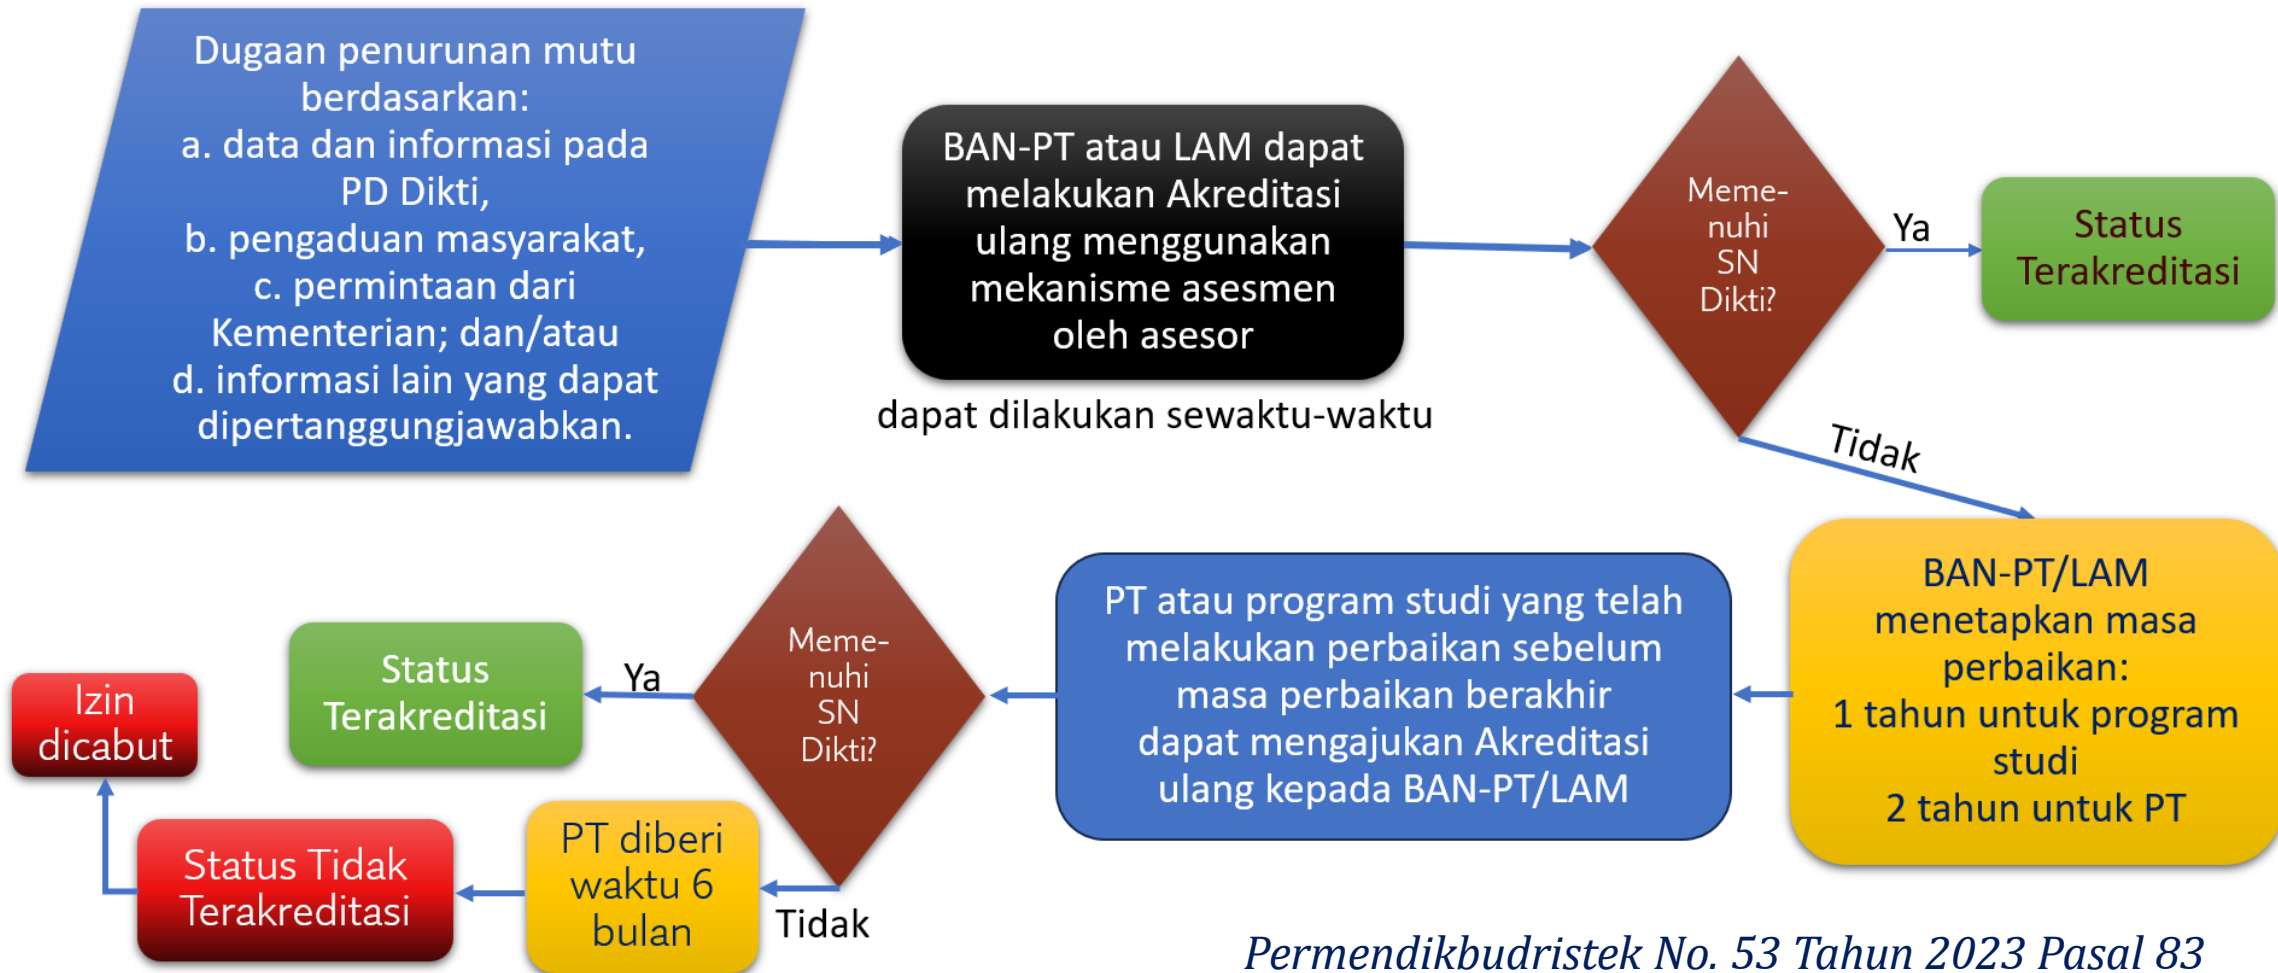 Dugaan penurunan mutu
berdasarkan:
a. data dan informasi pada
PD Dikti,
b. pengaduan masyarakat,
c. permintaan dari
Kementerian; dan/atau
d. informasi lain yang dapat
dipertanggungjawabkan.
BAN-PT atau LAM dapat
melakukan Akreditasi
ulang menggunakan
mekanisme asesmen
oleh asesor
dapat dilakukan sewaktu-waktu
Meme-
nuhi
SN
Dikti?
Ya
Status
Terakreditasi
Tidak
BAN-PT/LAM
menetapkan masa
perbaikan:
1 tahun untuk program
studi
2 tahun untuk PT
PT atau program studi yang telah
melakukan perbaikan sebelum
masa perbaikan berakhir
dapat mengajukan Akreditasi
ulang kepada BAN-PT/LAM
Meme-
nuhi
SN
Dikti?
Ya
Status
Terakreditasi
Tidak
PT diberi
waktu 6
bulan
Status Tidak
Terakreditasi
Izin
dicabut
Permendikbudristek No. 53 Tahun 2023 Pasal 83